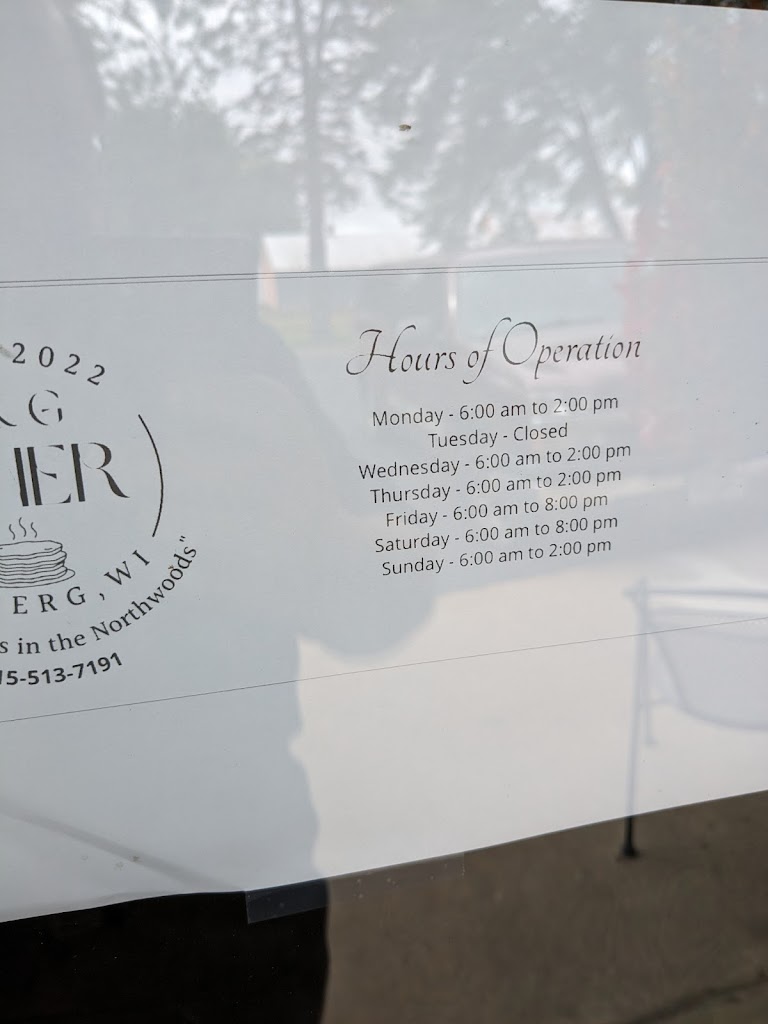 2022
G
IER
ERG, WI
s in the Northwoods"
15-513-7191
Hours of Operation
Monday - 6:00 am to 2:00 pm
Tuesday - Closed
Wednesday - 6:00 am to 2:00 pm
Thursday - 6:00 am to 2:00 pm
Friday - 6:00 am to 8:00 pm
Saturday - 6:00 am to 8:00 pm
Sunday - 6:00 am to 2:00 pm